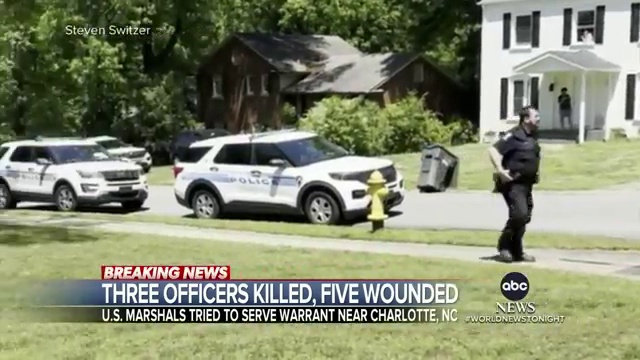 Steven Switzer
POLICE
BREAKING NEWS
THREE OFFICERS KILLED, FIVE WOUNDED
U.S. MARSHALS TRIED TO SERVE WARRANT NEAR CHARLOTTE, NC
abc
NEWS
#WORLDNEWSTONIGHT